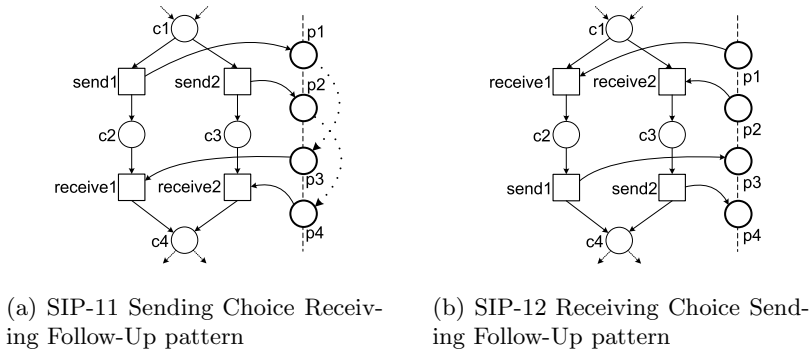 c1 p1 c1
send1 send2 p2 receive1 receive2 p1
p2
c2 c3 c2 c3
p3
receive1 receive2 p3 send1 send2
c4 p4 c4 p4
(a) SIP-11 Sending Choice Receiv- (b) SIP-12 Receiving Choice Send-
ing Follow-Up pattern ing Follow-Up pattern